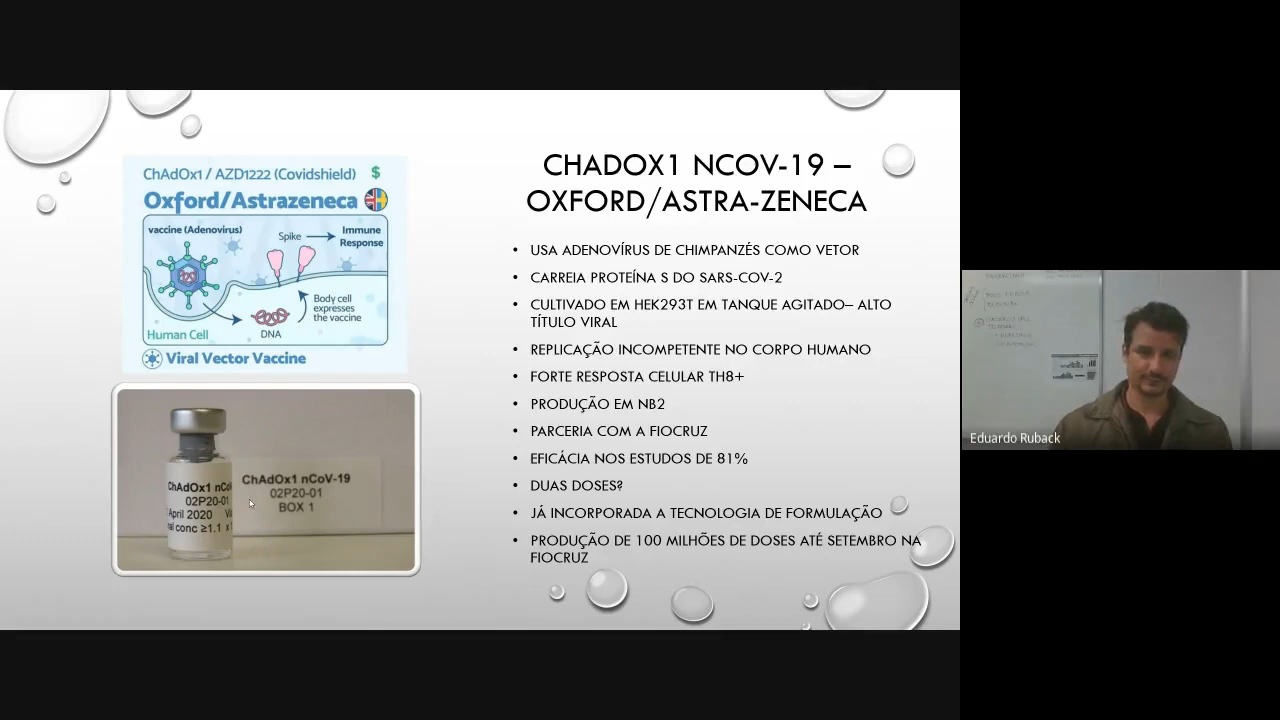 ChAdOx1 / AZD1222 (Covidshield) $
Oxford/Astrazeneca
vaccine (Adenovirus)
Spike
Immune
Response
Body cell
expresses
the vaccine
DNA
Human Cell
Viral Vector Vaccine
ChAdOx1 nCo
02P20-01
April 2020
conc ≥1.1 x
ChAdOx1 nCoV-19
02P20-01
BOX 1
CHADOX1 NCOV-19 –
OXFORD/ASTRA-ZENECA
• USA ADENOVÍRUS DE CHIMPANZÉS COMO VETOR
• CARREIA PROTEÍNA S DO SARS-COV-2
• CULTIVADO EM HEK293T EM TANQUE AGITADO– ALTO
TÍTULO VIRAL
• REPLICAÇÃO INCOMPETENTE NO CORPO HUMANO
• FORTE RESPOSTA CELULAR TH8+
• PRODUÇÃO EM NB2
• PARCERIA COM A FIOCRUZ
• EFICÁCIA NOS ESTUDOS DE 81%
• DUAS DOSES?
• JÁ INCORPORADA A TECNOLOGIA DE FORMULAÇÃO
• PRODUÇÃO DE 100 MILHÕES DE DOSES ATÉ SETEMBRO NA
FIOCRUZ
Eduardo Ruback